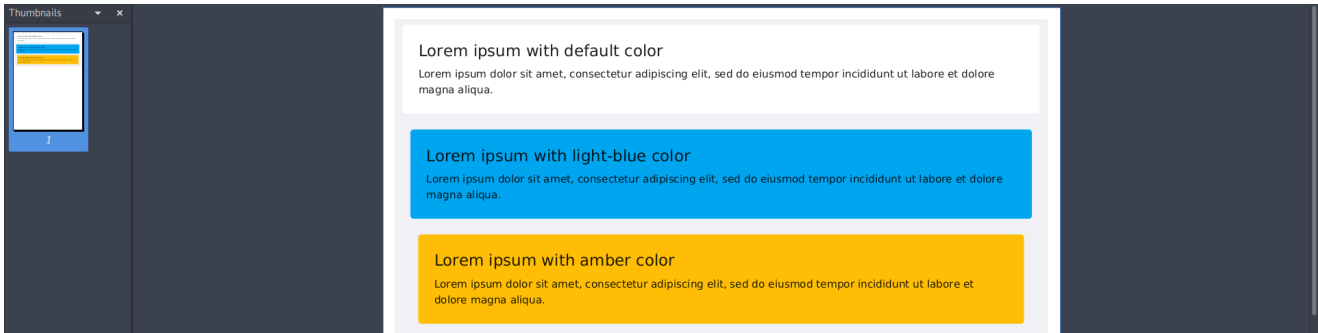 Thumbnails
1
Lorem ipsum with default color
Lorem ipsum dolor sit amet, consectetur adipiscing elit, sed do eiusmod tempor incididunt ut labore et dolore
magna aliqua.
Lorem ipsum with light-blue color
Lorem ipsum dolor sit amet, consectetur adipiscing elit, sed do eiusmod tempor incididunt ut labore et dolore
magna aliqua.
Lorem ipsum with amber color
Lorem ipsum dolor sit amet, consectetur adipiscing elit, sed do eiusmod tempor incididunt ut labore et
dolore magna aliqua.